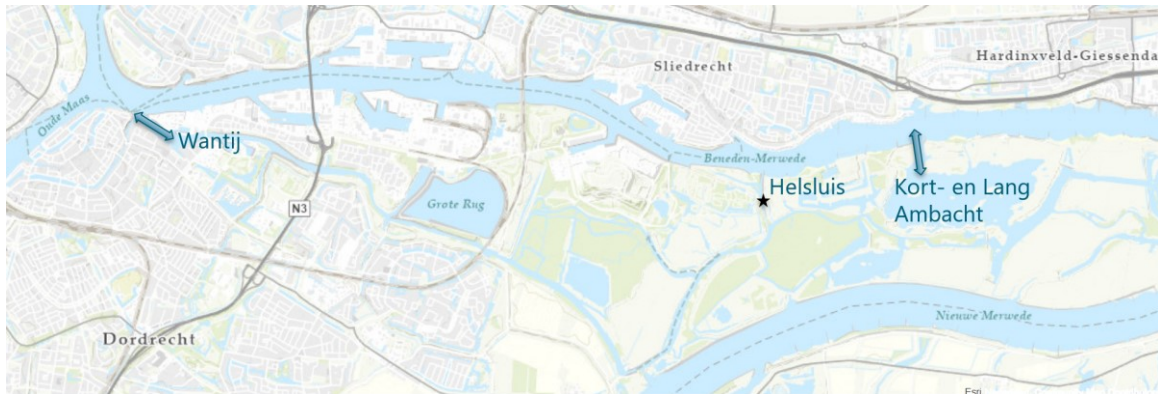 Sliedrecht
Hardinxveld-Giessenda
Oude Maas
Wantij
Beneden-Merwede
Helsluis
Kort- en Lang
Ambacht
Grote Rug
N3
Nieuwe Merwede
Dordrecht
Esri